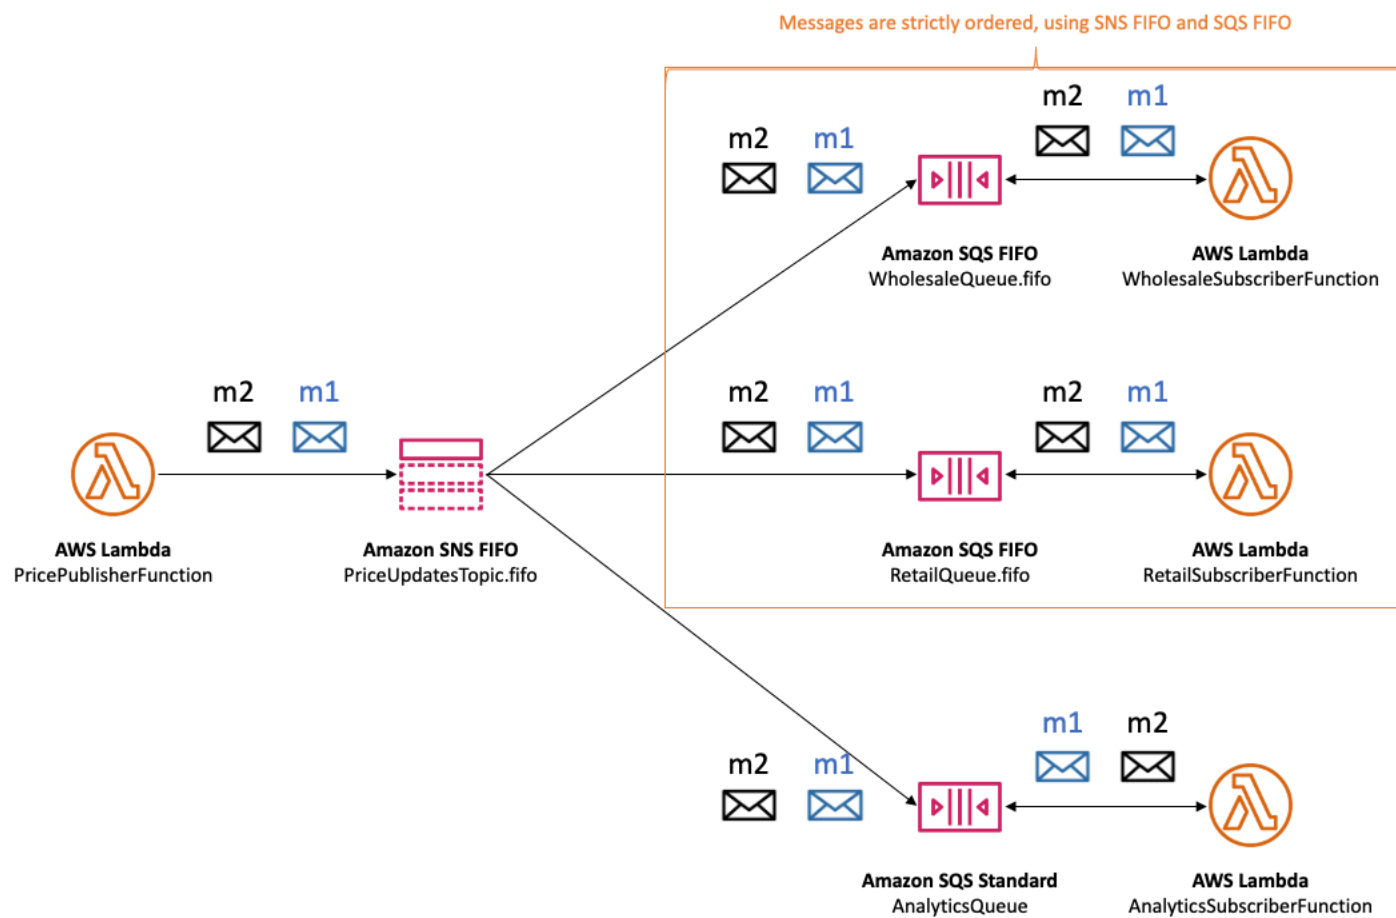 Messages are strictly ordered, using SNS FIFO and SQS FIFO
m2 m1
m2 m1
Amazon SQS FIFO
WholesaleQueue.fifo
AWS Lambda
WholesaleSubscriberFunction
m2 m1
m2 m1
m2 m1
AWS Lambda
PricePublisherFunction
Amazon SNS FIFO
PriceUpdatesTopic.fifo
Amazon SQS FIFO
RetailQueue.fifo
AWS Lambda
RetailSubscriberFunction
m2 m1
m1 m2
Amazon SQS Standard
AnalyticsQueue
AWS Lambda
AnalyticsSubscriberFunction